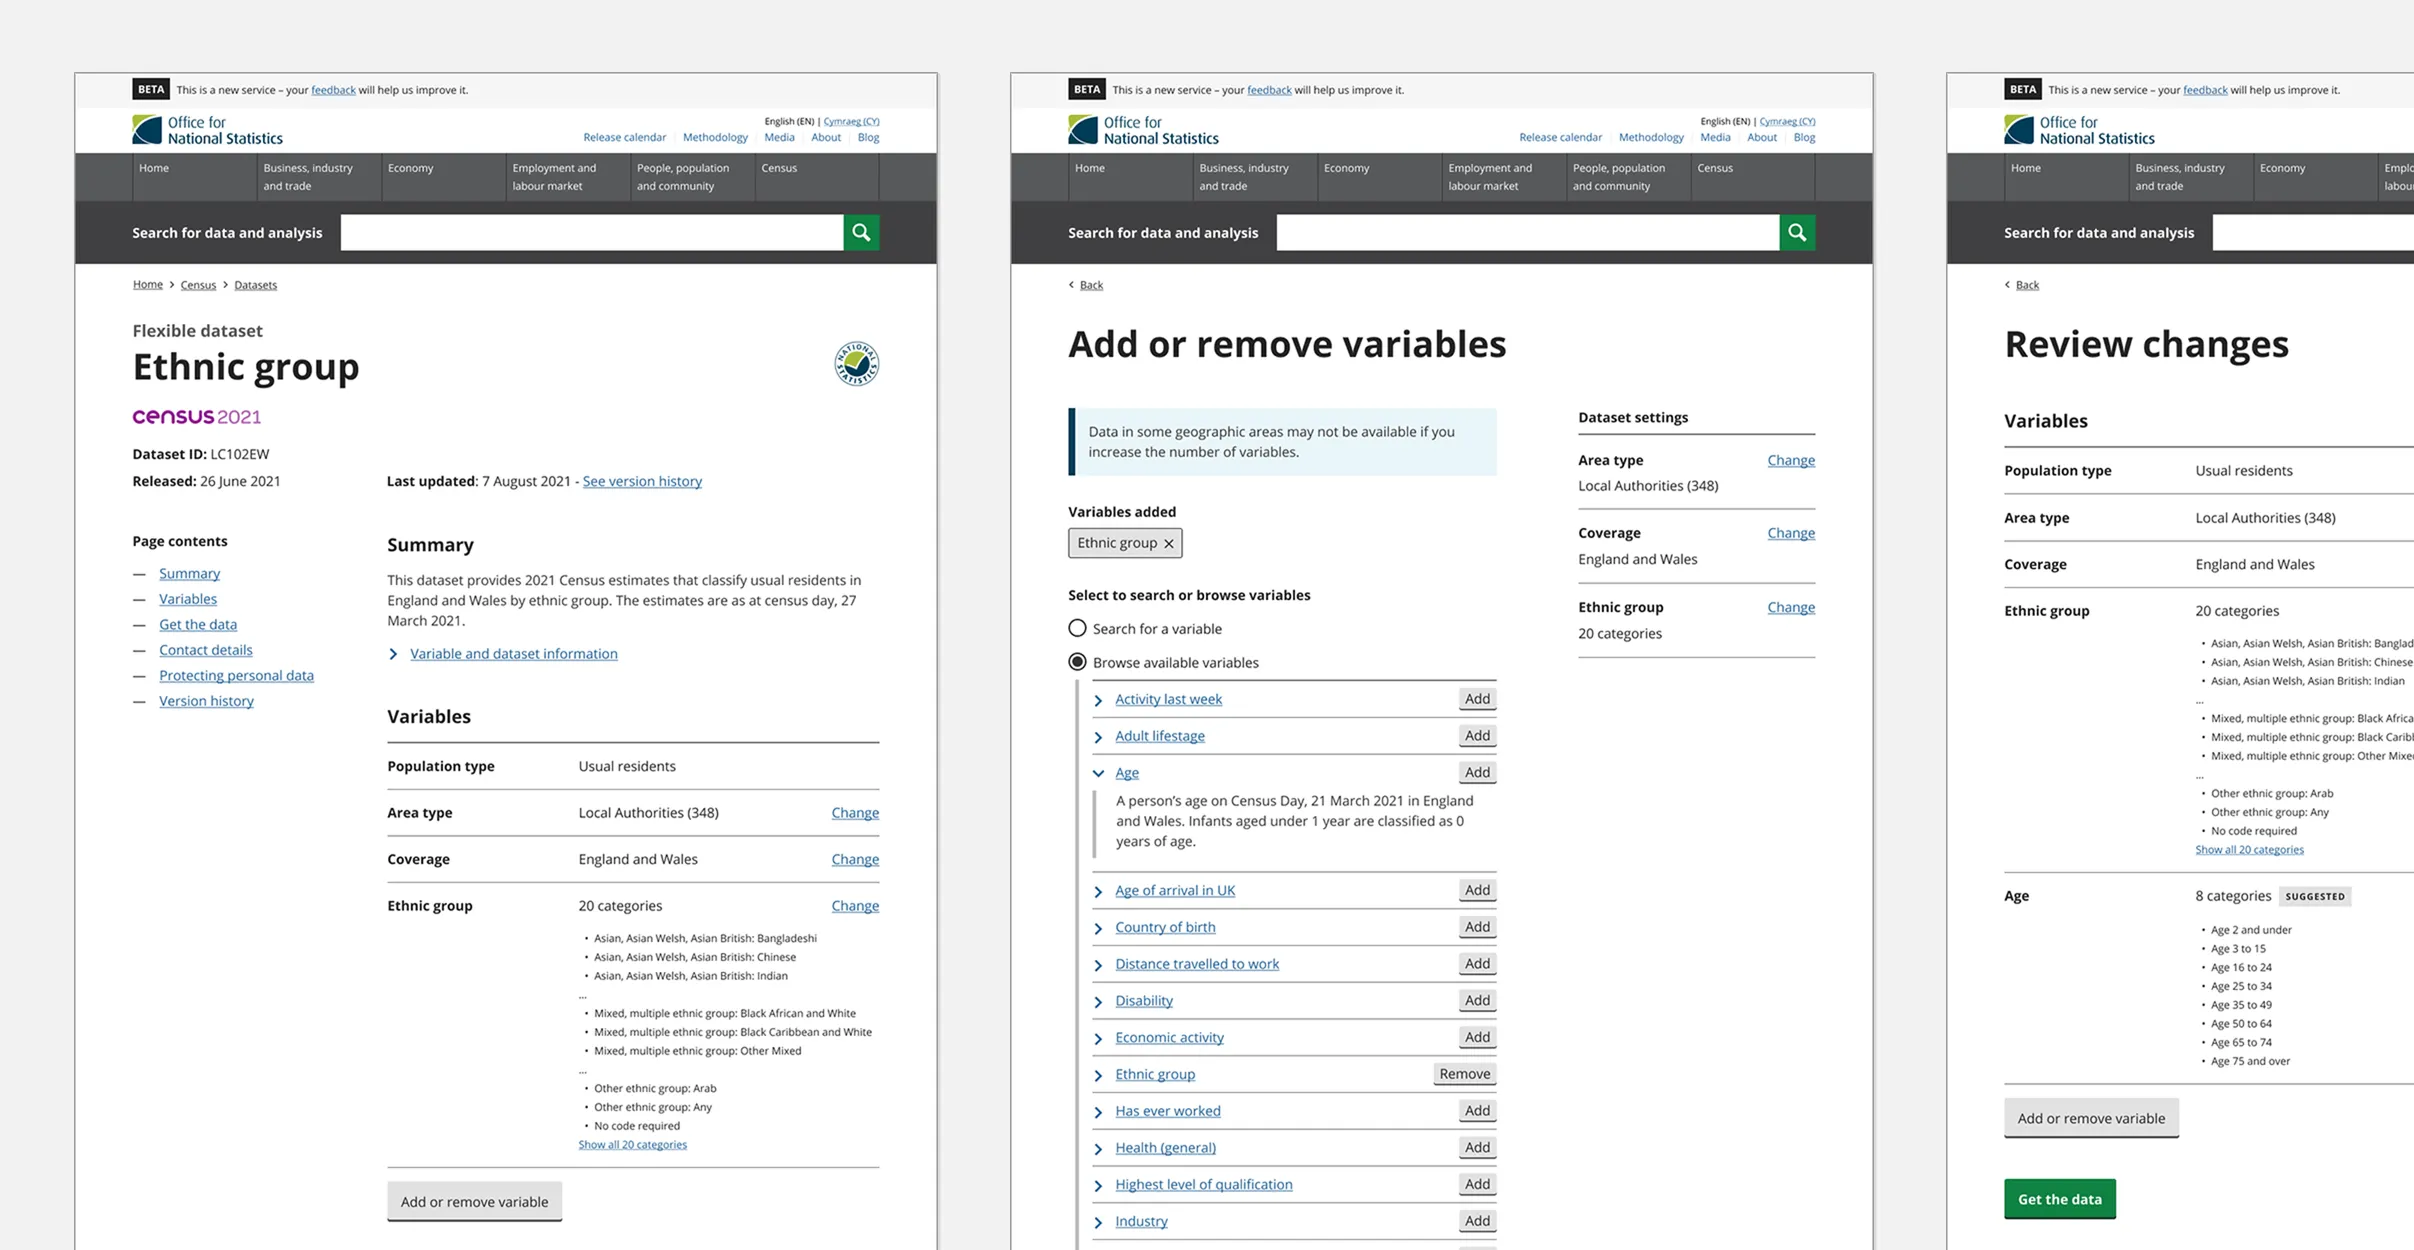 BETA This is a new service – your feedback will help us improve it.
Office for
National Statistics
English (EN) | Cymraeg (CY)
Release calendar Methodology Media About Blog
Home
Business, industry
and trade
Economy
Employment and
labour market
People, population
and community
Census
Search for data and analysis
Home > Census > Datasets
Flexible dataset
Ethnic group
NATIONAL STATISTICS
census 2021
Dataset ID: LC102EW
Released: 26 June 2021
Last updated: 7 August 2021 - See version history
Page contents
— Summary
— Variables
— Get the data
— Contact details
— Protecting personal data
— Version history
Summary
This dataset provides 2021 Census estimates that classify usual residents in
England and Wales by ethnic group. The estimates are as at census day, 27
March 2021.
Variable and dataset information
Variables
Population type Usual residents
Area type Local Authorities (348) Change
Coverage England and Wales Change
Ethnic group 20 categories Change
• Asian, Asian Welsh, Asian British: Bangladeshi
• Asian, Asian Welsh, Asian British: Chinese
• Asian, Asian Welsh, Asian British: Indian
...
• Mixed, multiple ethnic group: Black African and White
• Mixed, multiple ethnic group: Black Caribbean and White
• Mixed, multiple ethnic group: Other Mixed
...
• Other ethnic group: Arab
• Other ethnic group: Any
• No code required
Show all 20 categories
Add or remove variable
BETA This is a new service – your feedback will help us improve it.
Office for
National Statistics
English (EN) | Cymraeg (CY)
Release calendar Methodology Media About Blog
Home
Business, industry
and trade
Economy
Employment and
labour market
People, population
and community
Census
Search for data and analysis
< Back
Add or remove variables
Data in some geographic areas may not be available if you
increase the number of variables.
Variables added
Ethnic group ×
Select to search or browse variables
Search for a variable
Browse available variables
Activity last week Add
Adult lifestage Add
Age Add
A person's age on Census Day, 21 March 2021 in England
and Wales. Infants aged under 1 year are classified as 0
years of age.
Age of arrival in UK Add
Country of birth Add
Distance travelled to work Add
Disability Add
Economic activity Add
Ethnic group Remove
Has ever worked Add
Health (general) Add
Highest level of qualification Add
Industry Add
Dataset settings
Area type Change
Local Authorities (348)
Coverage Change
England and Wales
Ethnic group Change
20 categories
BETA This is a new service – your feedback will help us improve it.
Office for
National Statistics
Home
Business, industry
and trade
Economy
Search for data and analysis
< Back
Review changes
Variables
Population type Usual residents
Area type Local Authorities (348)
Coverage England and Wales
Ethnic group 20 categories
• Asian, Asian Welsh, Asian British:
• Asian, Asian Welsh, Asian British: Chinese
• Asian, Asian Welsh, Asian British: Indian
...
• Mixed, multiple ethnic group: Black
• Mixed, multiple ethnic group: Black
• Mixed, multiple ethnic group: Other
...
• Other ethnic group: Arab
• Other ethnic group: Any
• No code required
Show all 20 categories
Age 8 categories SUGGESTED
• Age 2 and under
• Age 3 to 15
• Age 16 to 24
• Age 25 to 34
• Age 35 to 49
• Age 50 to 64
• Age 65 to 74
• Age 75 and over
Add or remove variable
Get the data